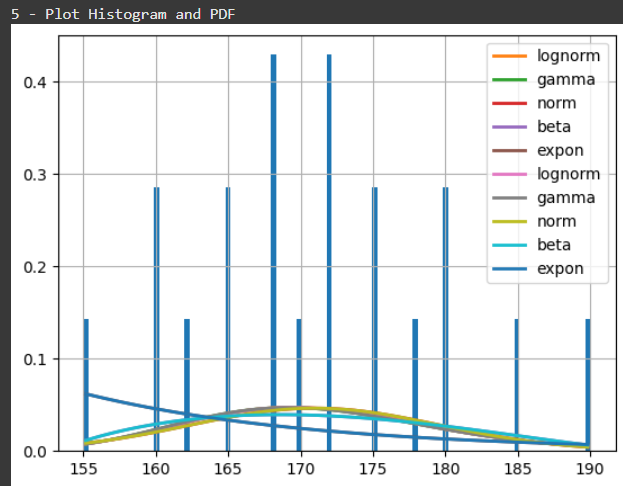 5 - Plot Histogram and PDF
lognorm
gamma
norm
beta
expon
lognorm
gamma
norm
beta
expon
0.4
0.3
0.2
0.1
0.0
155 160 165 170 175 180 185 190